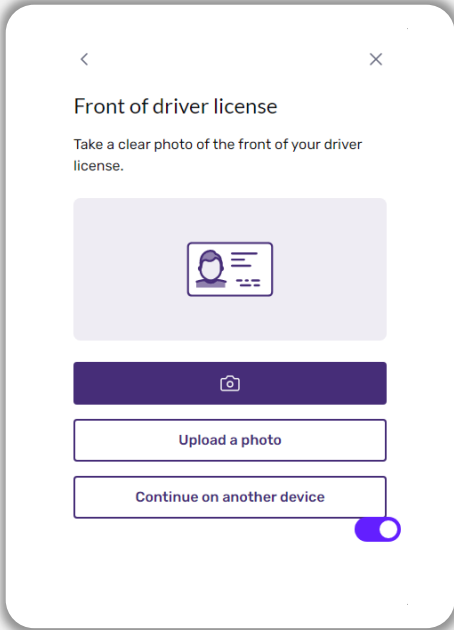 Front of driver license
Take a clear photo of the front of your driver
license.
Upload a photo
Continue on another device